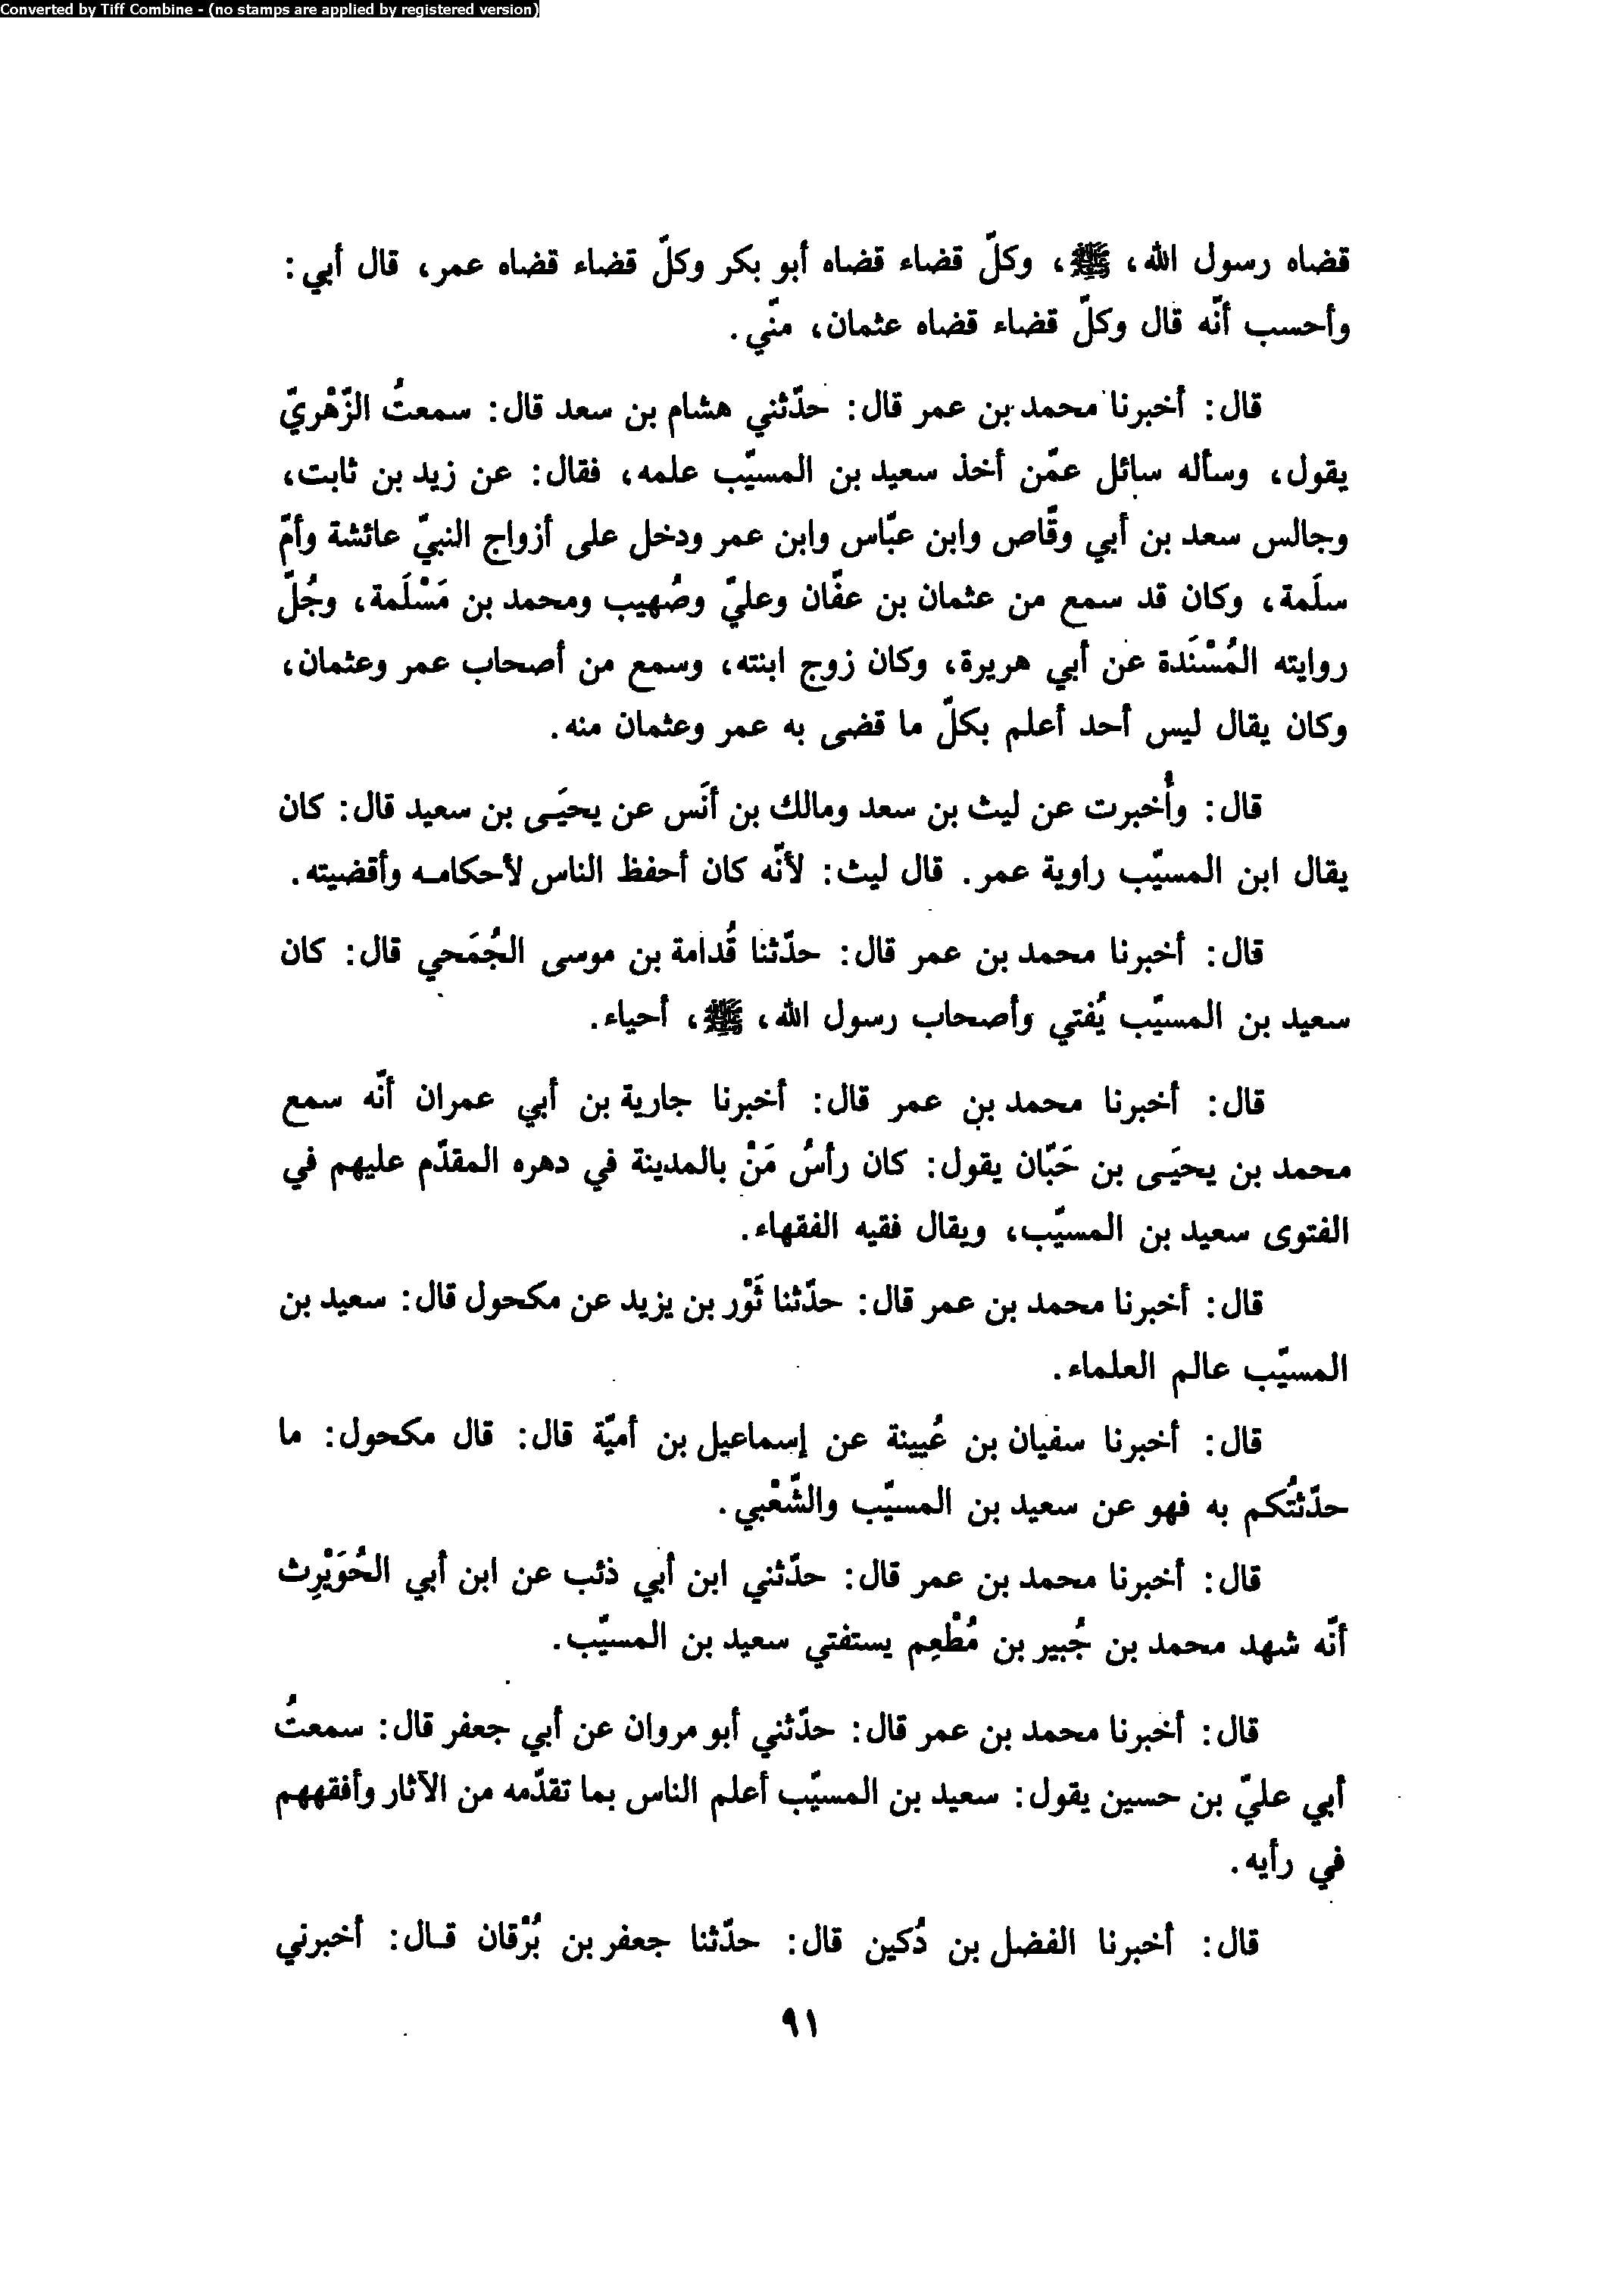 Converted by Tiff Combine - (no stamps are applied by registered version)
قضاه رسول الله، ﷺ، وكلّ قضاء قضاه أبو بكر وكلّ قضاء قضاه عمر، قال أبي:
وأحسب أنّه قال وكلّ قضاء قضاه عثمان، منّي.
قال: أخبرنا محمد بن عمر قال: حدّثني هشام بن سعد قال: سمعتُ الزّهْريّ
يقول، وسأله سائل عمّن أخذ سعيد بن المسيّب علمه، فقال: عن زيد بن ثابت،
وجالس سعد بن أبي وقّاص وابن عبّاس وابن عمر ودخل على أزواج النبيّ عائشة وأمّ
سلَمة، وكان قد سمع من عثمان بن عفّان وعليّ وصُهيب ومحمد بن مَسْلَمة، وجُلّ
روايته المُسْنَدة عن أبي هريرة، وكان زوج ابنته، وسمع من أصحاب عمر وعثمان،
وكان يقال ليس أحد أعلم بكلّ ما قضى به عمر وعثمان منه.
قال: وأُخبرت عن ليث بن سعد ومالك بن أنَس عن يحيَـى بن سعيد قال: كان
يقال ابن المسيّب راوية عمر. قال ليث: لأنّه كان أحفظ الناس لأحكامـه وأقضيته.
قال: أخبرنا محمد بن عمر قال: حدّثنا قُدامة بن موسى الجُمَحي قال: كان
سعيد بن المسيّب يُفتي وأصحاب رسول الله، ﷺ، أحياء.
قال: أخبرنا محمد بن عمر قال: أخبرنا جارية بن أبي عمران أنّه سمع
محمد بن يحيَـى بن حَبّان يقول: كان رأسُ مَنْ بالمدينة في دهره المقدّم عليهم في
الفتوى سعيد بن المسيّب، ويقال فقيه الفقهاء.
قال: أخبرنا محمد بن عمر قال: حدّثنا ثَوْر بن يزيد عن مكحول قال: سعيد بن
المسيّب عالم العلماء.
قال: أخبرنا سفيان بن عُيينة عن إسماعيل بن أميّة قال: قال مكحول: ما
حدّثتُكم به فهو عن سعيد بن المسيّب والشّعْبي.
قال: أخبرنا محمد بن عمر قال: حدّثني ابن أبي ذئب عن ابن أبي الحُوَيْرِث
أنّه شهد محمد بن جُبير بن مُطْعِم يستفتي سعيد بن المسيّب.
قال: أخبرنا محمد بن عمر قال: حدّثني أبو مروان عن أبي جعفر قال: سمعتُ
أبي عليّ بن حسين يقول: سعيد بن المسيّب أعلم الناس بما تقدّمه من الآثار وأفقههم
في رأيه.
قال: أخبرنا الفضل بن دُكين قال: حدّثنا جعفر بن بُرْقان قـال: أخبرني
٩١